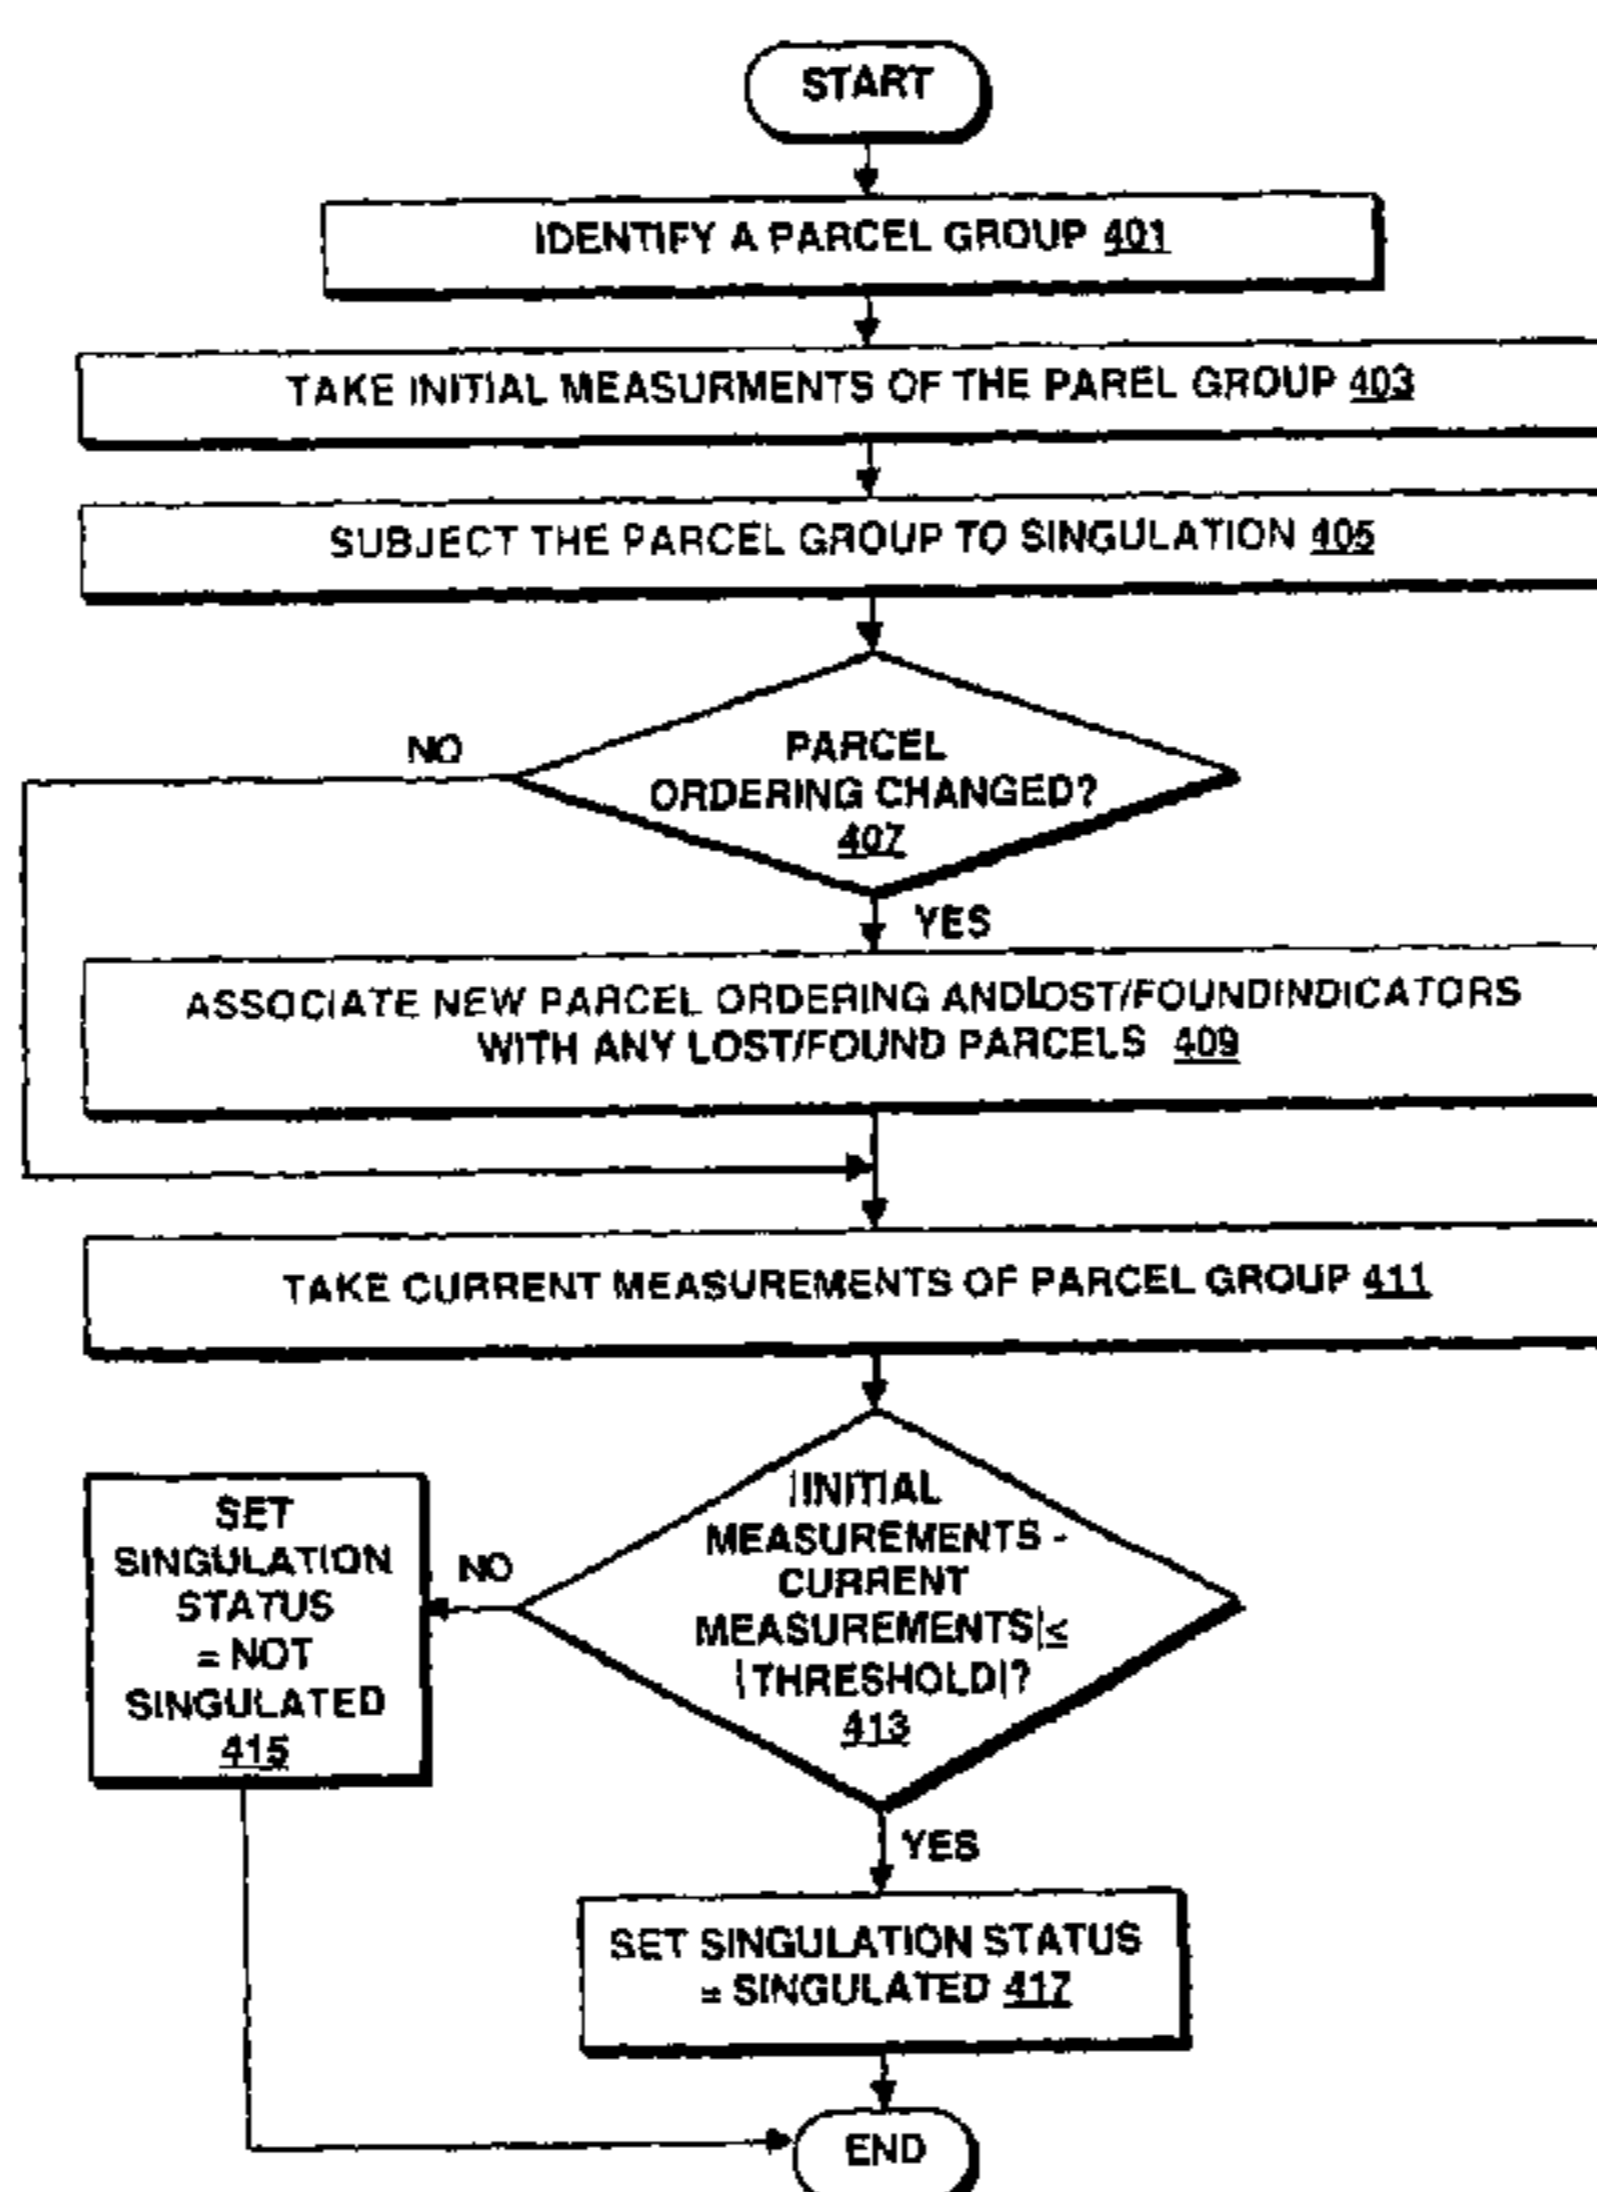 START
IDENTIFY A PARCEL GROUP 401
TAKE INITIAL MEASURMENTS OF THE PAREL GROUP 403
SUBJECT THE PARCEL GROUP TO SINGULATION 405
NO
PARCEL
ORDERING CHANGED?
407
YES
ASSOCIATE NEW PARCEL ORDERING ANDLOST/FOUNDINDICATORS
WITH ANY LOST/FOUND PARCELS 409
TAKE CURRENT MEASUREMENTS OF PARCEL GROUP 411
|INITIAL
MEASUREMENTS -
CURRENT
MEASUREMENTS|≤
|THRESHOLD|?
413
NO
SET
SINGULATION
STATUS
= NOT
SINGULATED
415
YES
SET SINGULATION STATUS
= SINGULATED 417
END